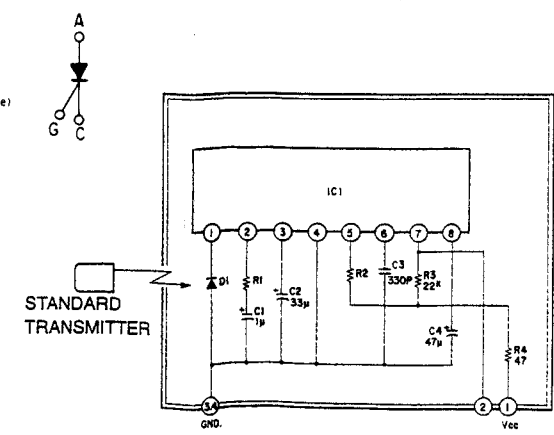 A
e)
G
C
IC1
1
2
3
4
5
6
7
8
D1
R1
C1
1μ
C2
33μ
R2
C3
330P
R3
22K
C4
47μ
R4
47
STANDARD
TRANSMITTER
3,4
GND.
2
1
Vcc